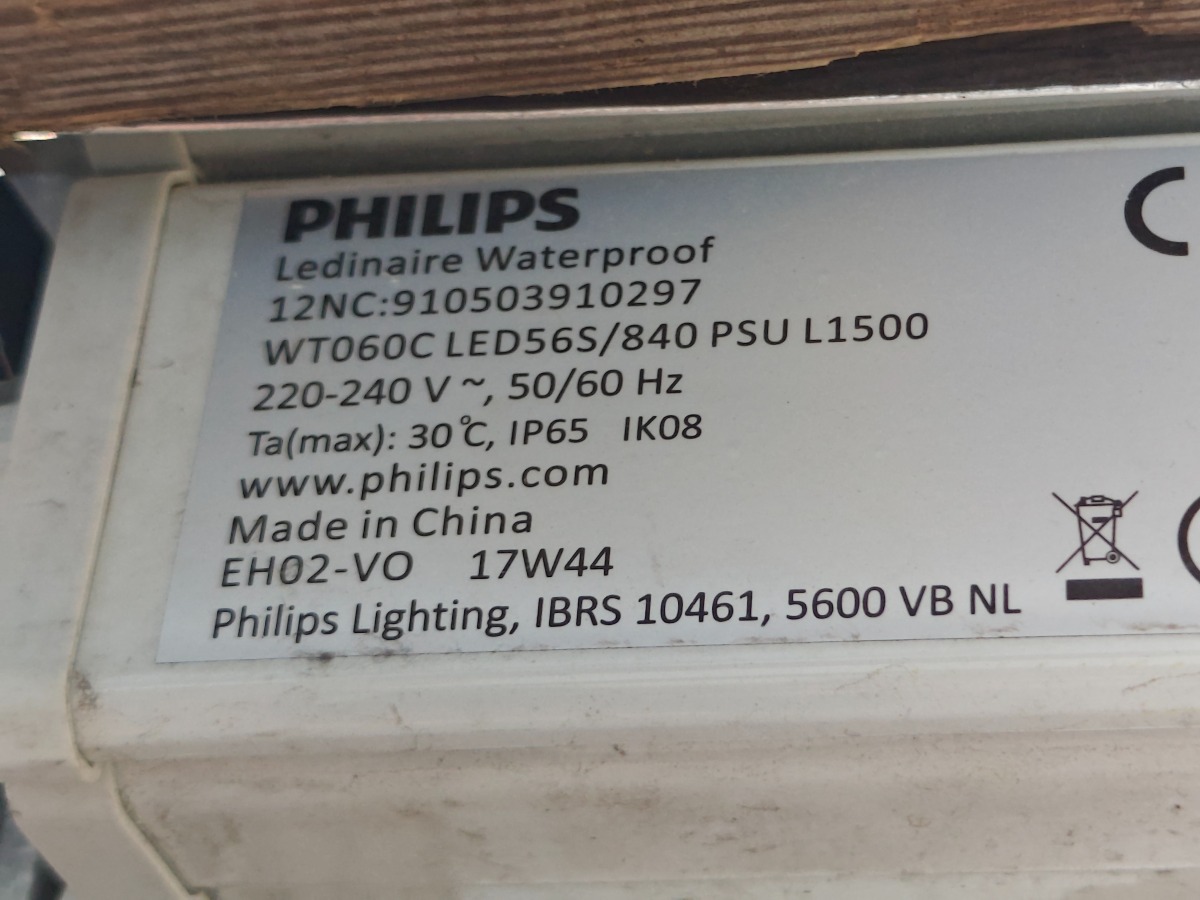 PHILIPS
Ledinaire Waterproof
12NC:910503910297
WT060C LED56S/840 PSU L1500
220-240 V ~, 50/60 Hz
Ta(max): 30℃, IP65 IK08
www.philips.com
Made in China
EH02-VO 17W44
Philips Lighting, IBRS 10461, 5600 VB NL